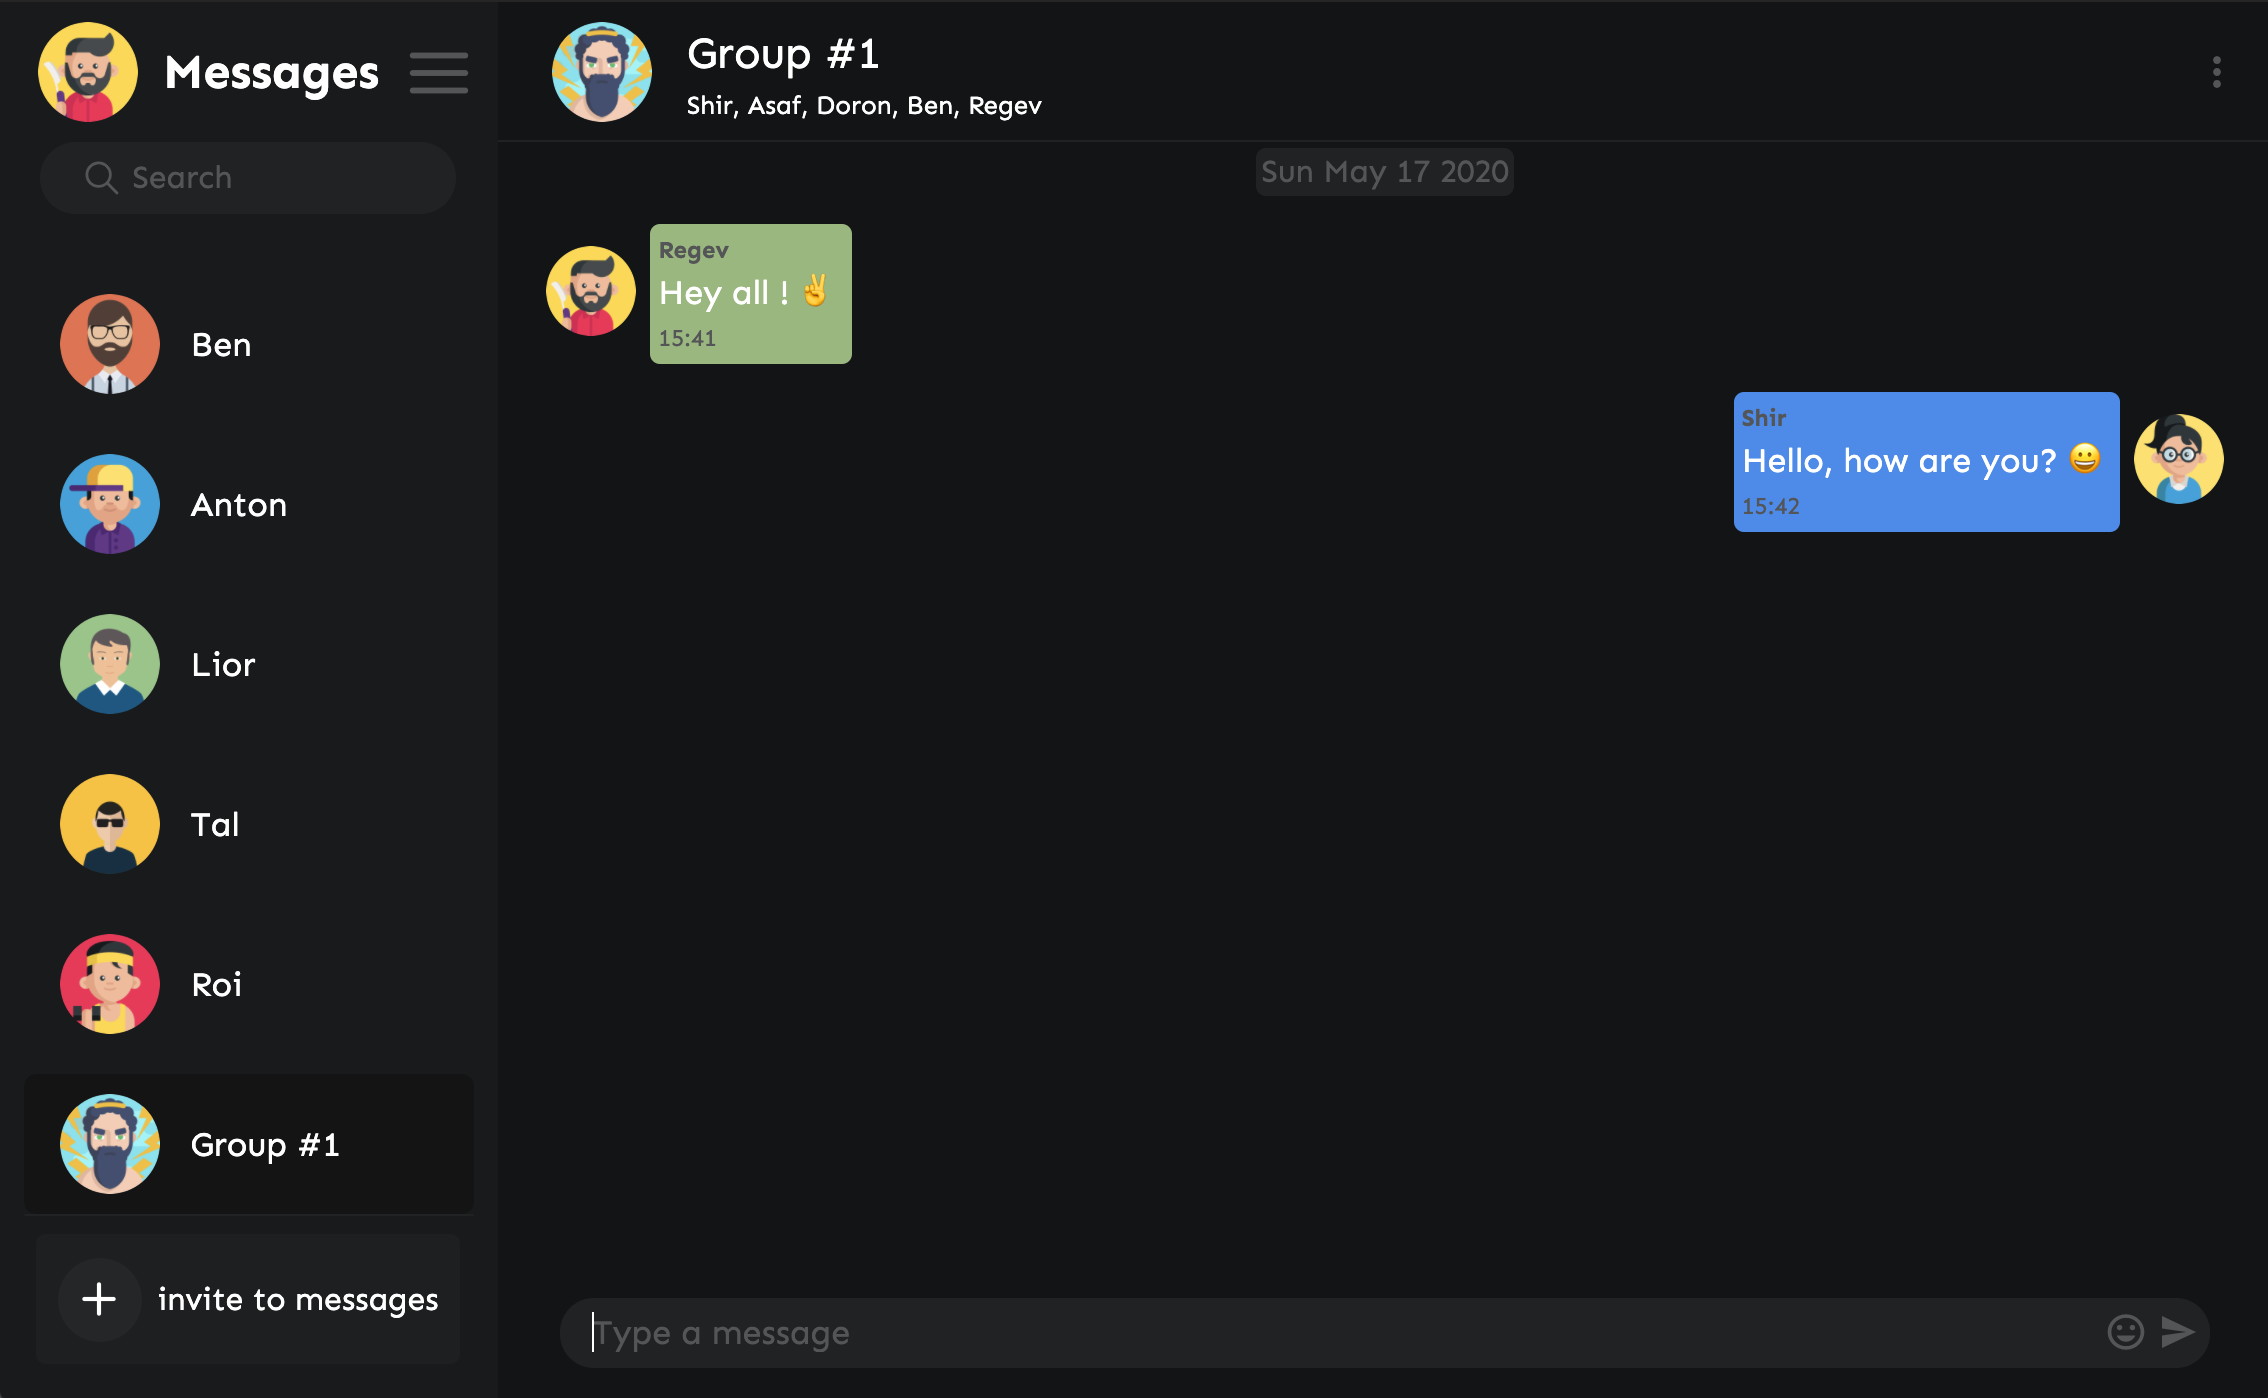 Messages
Search
Ben
Anton
Lior
Tal
Roi
Group #1
invite to messages
Group #1
Shir, Asaf, Doron, Ben, Regev
Sun May 17 2020
Regev
Hey all ! ✌️
15:41
Shir
Hello, how are you? 😀
15:42
Type a message